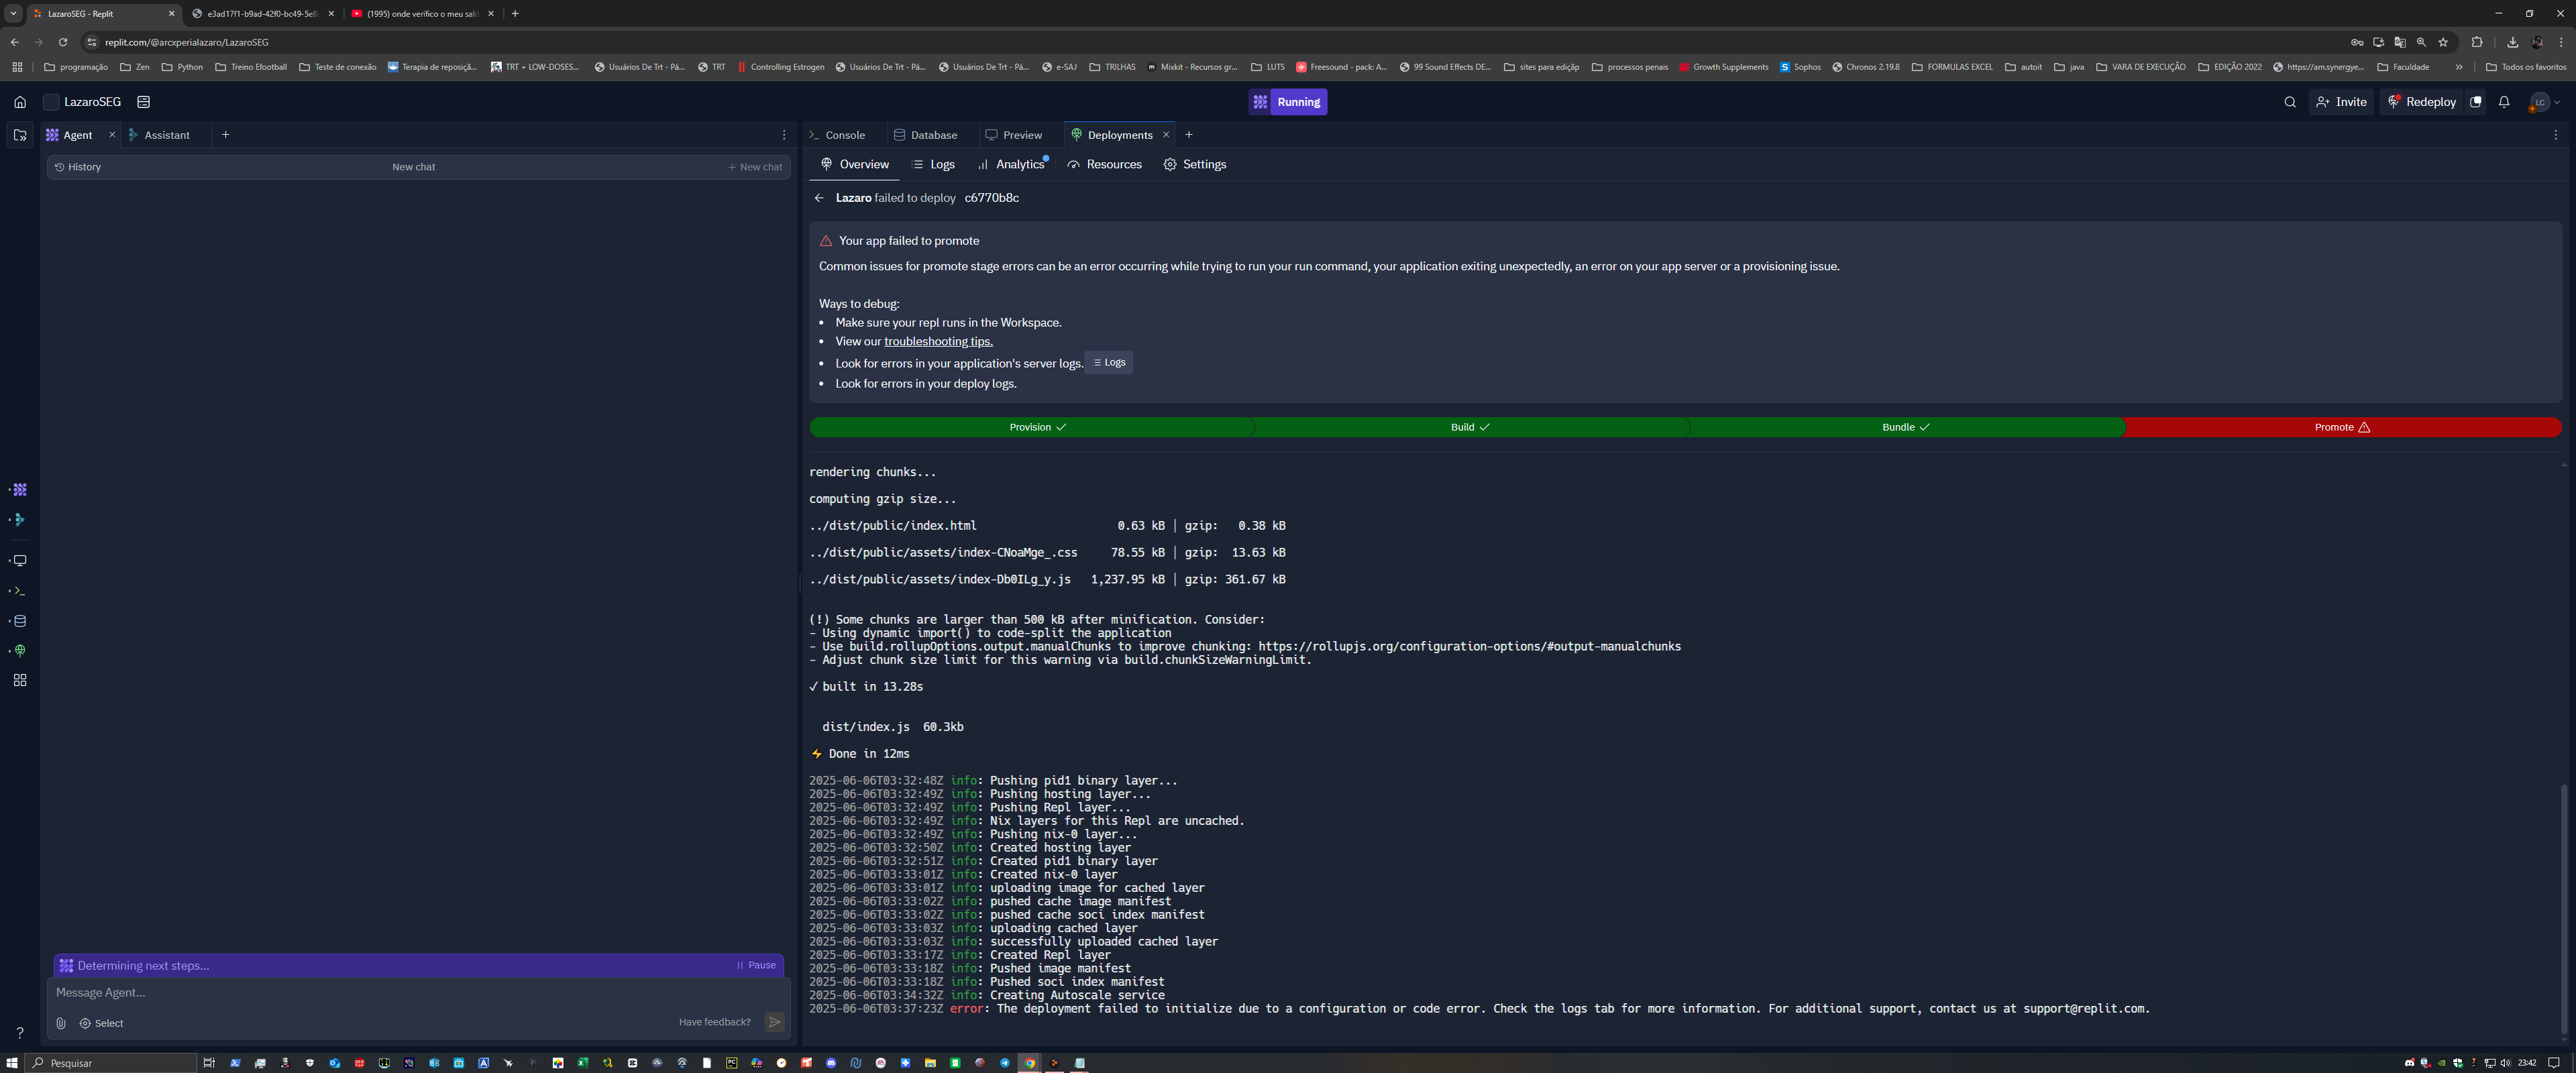 LazaroSEG - Replit
e3ad17f1-b9ad-42f0-bc49-5e8
(1995) onde verifico o meu sald
replit.com/@arcxperialazaro/LazaroSEG
programação
Zen
Python
Treino Efootball
Teste de conexão
Terapia de reposiçã...
TRT + LOW-DOSES...
Usuários De Trt - Pá...
TRT
Controlling Estrogen
Usuários De Trt - Pá...
Usuários De Trt - Pá...
e-SAJ
TRILHAS
Mixkit - Recursos gr...
LUTS
Freesound - pack: A...
99 Sound Effects DE...
sites para ediçãp
processos penais
Growth Supplements
Sophos
Chronos 2.19.8
FORMULAS EXCEL
autoit
java
VARA DE EXECUÇÃO
EDIÇÃO 2022
https://am.synergye...
Faculdade
»
Todos os favoritos
LazaroSEG
Running
Invite
Redeploy
LC
Agent
Assistant
Console
Database
Preview
Deployments
History
New chat
+ New chat
Overview
Logs
Analytics
Resources
Settings
Lazaro failed to deploy c6770b8c
Your app failed to promote
Common issues for promote stage errors can be an error occurring while trying to run your run command, your application exiting unexpectedly, an error on your app server or a provisioning issue.
Ways to debug:
• Make sure your repl runs in the Workspace.
• View our troubleshooting tips.
• Look for errors in your application's server logs. Logs
• Look for errors in your deploy logs.
Provision ✓
Build ✓
Bundle ✓
Promote
rendering chunks...
computing gzip size...
../dist/public/index.html 0.63 kB │ gzip: 0.38 kB
../dist/public/assets/index-CNoaMge_.css 78.55 kB │ gzip: 13.63 kB
../dist/public/assets/index-Db0ILg_y.js 1,237.95 kB │ gzip: 361.67 kB
(!) Some chunks are larger than 500 kB after minification. Consider:
- Using dynamic import() to code-split the application
- Use build.rollupOptions.output.manualChunks to improve chunking: https://rollupjs.org/configuration-options/#output-manualchunks
- Adjust chunk size limit for this warning via build.chunkSizeWarningLimit.
✓ built in 13.28s
dist/index.js 60.3kb
⚡ Done in 12ms
2025-06-06T03:32:48Z info: Pushing pid1 binary layer...
2025-06-06T03:32:49Z info: Pushing hosting layer...
2025-06-06T03:32:49Z info: Pushing Repl layer...
2025-06-06T03:32:49Z info: Nix layers for this Repl are uncached.
2025-06-06T03:32:49Z info: Pushing nix-0 layer...
2025-06-06T03:32:50Z info: Created hosting layer
2025-06-06T03:32:51Z info: Created pid1 binary layer
2025-06-06T03:33:01Z info: Created nix-0 layer
2025-06-06T03:33:01Z info: uploading image for cached layer
2025-06-06T03:33:02Z info: pushed cache image manifest
2025-06-06T03:33:02Z info: pushed cache soci index manifest
2025-06-06T03:33:03Z info: uploading cached layer
2025-06-06T03:33:03Z info: successfully uploaded cached layer
2025-06-06T03:33:17Z info: Created Repl layer
2025-06-06T03:33:18Z info: Pushed image manifest
2025-06-06T03:33:18Z info: Pushed soci index manifest
2025-06-06T03:34:32Z info: Creating Autoscale service
2025-06-06T03:37:23Z error: The deployment failed to initialize due to a configuration or code error. Check the logs tab for more information. For additional support, contact us at support@replit.com.
Determining next steps...
Pause
Message Agent...
Select
Have feedback?
?
Pesquisar
23:42